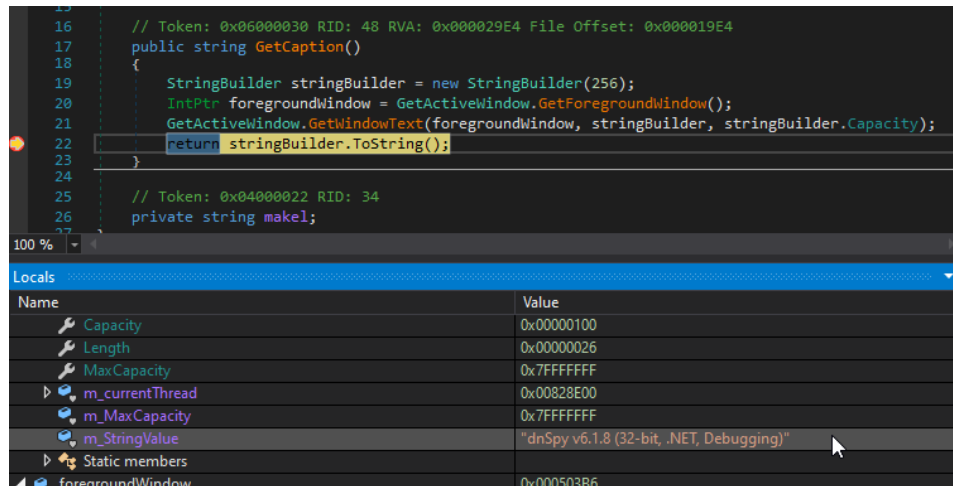 16 // Token: 0x06000030 RID: 48 RVA: 0x000029E4 File Offset: 0x000019E4
17 public string GetCaption()
18 {
19 StringBuilder stringBuilder = new StringBuilder(256);
20 IntPtr foregroundWindow = GetActiveWindow.GetForegroundWindow();
21 GetActiveWindow.GetWindowText(foregroundWindow, stringBuilder, stringBuilder.Capacity);
22 return stringBuilder.ToString();
23 }
24
25 // Token: 0x04000022 RID: 34
26 private string makel;
27 }
100 %
Locals
Name Value
Capacity 0x00000100
Length 0x00000026
MaxCapacity 0x7FFFFFFF
m_currentThread 0x00828E00
m_MaxCapacity 0x7FFFFFFF
m_StringValue "dnSpy v6.1.8 (32-bit, .NET, Debugging)"
Static members
foregroundWindow 0x000503B6